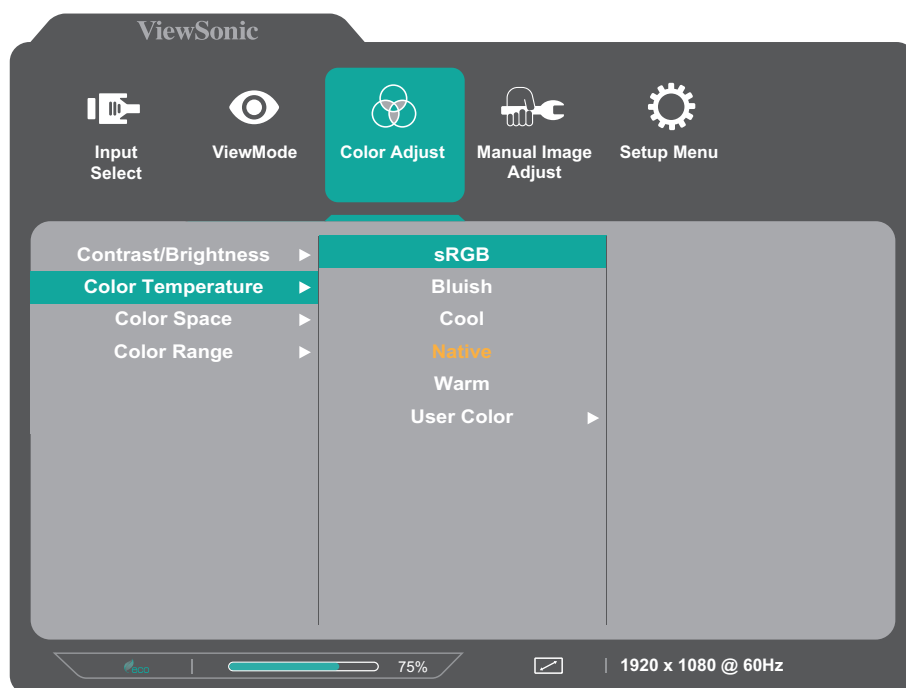 ViewSonic
Input
Select
ViewMode
Color Adjust
Manual Image
Adjust
Setup Menu
Contrast/Brightness
Color Temperature
Color Space
Color Range
sRGB
Bluish
Cool
Native
Warm
User Color
eco
75%
1920 x 1080 @ 60Hz